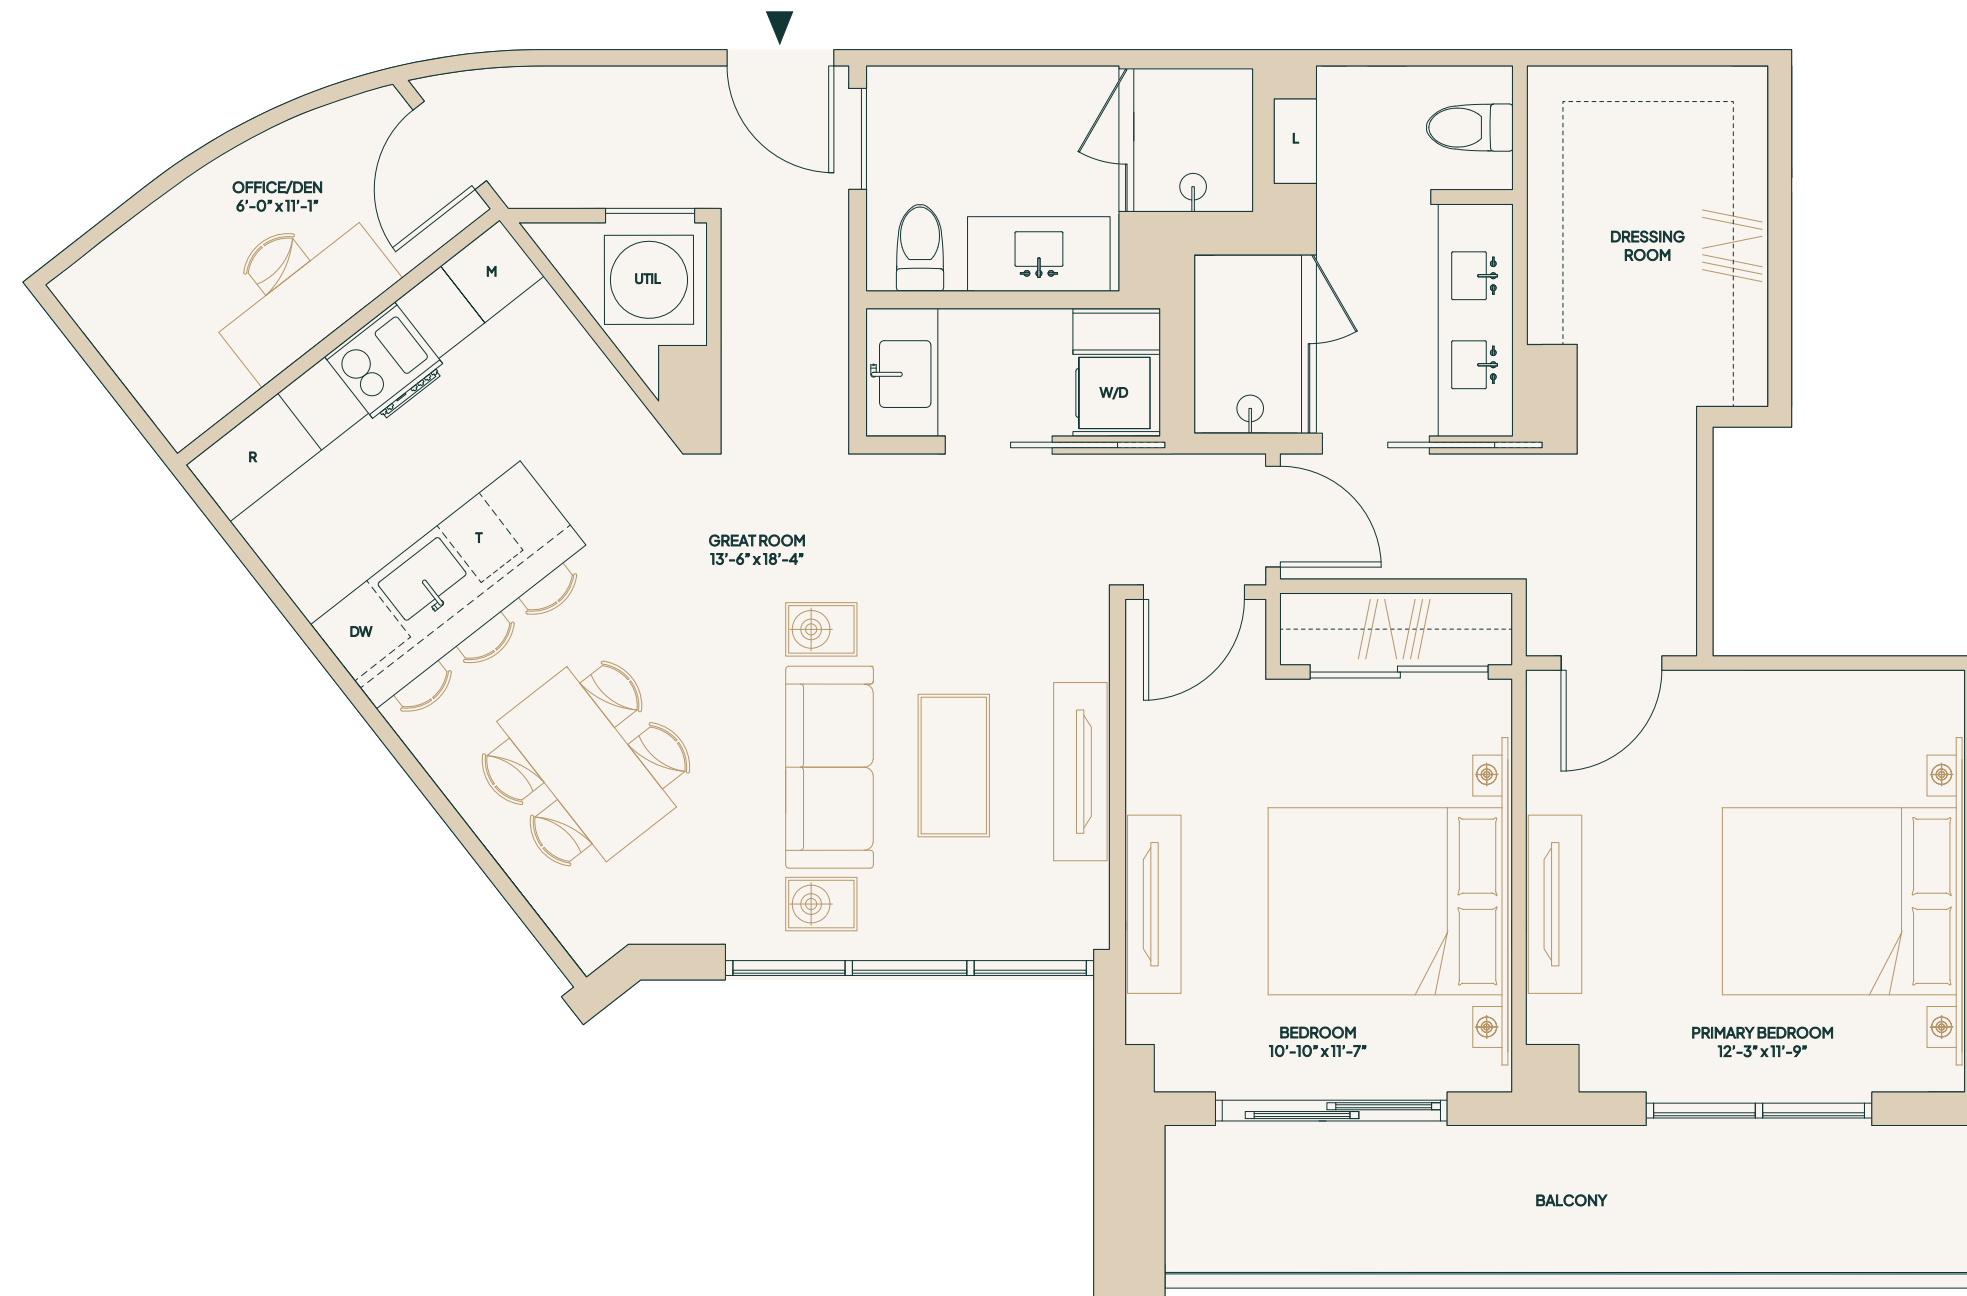 L
OFFICE/DEN
6'-0" x 11'-1"
DRESSING
ROOM
M
UTIL
W/D
R
T
GREAT ROOM
13'-6" x 18'-4"
DW
BEDROOM
10'-10" x 11'-7"
PRIMARY BEDROOM
12'-3" x 11'-9"
BALCONY